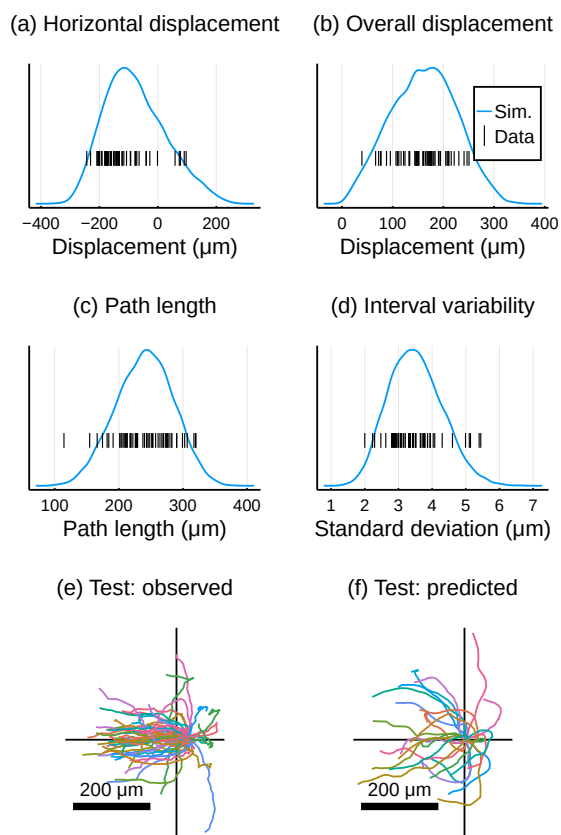 (a) Horizontal displacement
(b) Overall displacement
Sim.
Data
−400 −200 0 200
Displacement (μm)
0 100 200 300 400
Displacement (μm)
(c) Path length
(d) Interval variability
100 200 300 400
Path length (μm)
1 2 3 4 5 6 7
Standard deviation (μm)
(e) Test: observed
(f) Test: predicted
200 μm
200 μm